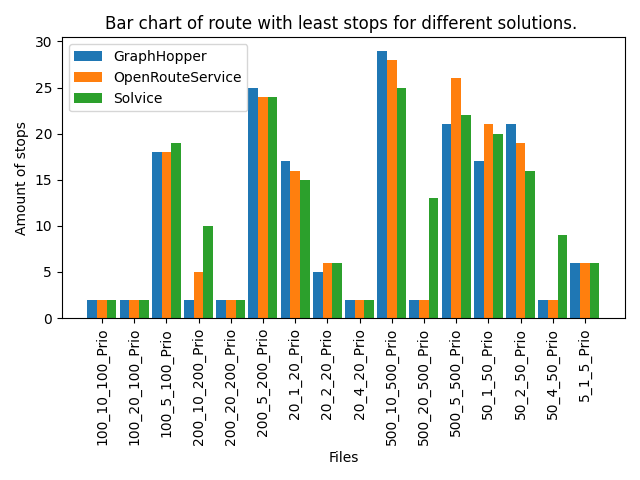 Bar chart of route with least stops for different solutions.
GraphHopper
OpenRouteService
Solvice
Amount of stops
30
25
20
15
10
5
0
100_10_100_Prio
100_20_100_Prio
100_5_100_Prio
200_10_200_Prio
200_20_200_Prio
200_5_200_Prio
20_1_20_Prio
20_2_20_Prio
20_4_20_Prio
500_10_500_Prio
500_20_500_Prio
500_5_500_Prio
50_1_50_Prio
50_2_50_Prio
50_4_50_Prio
5_1_5_Prio
Files